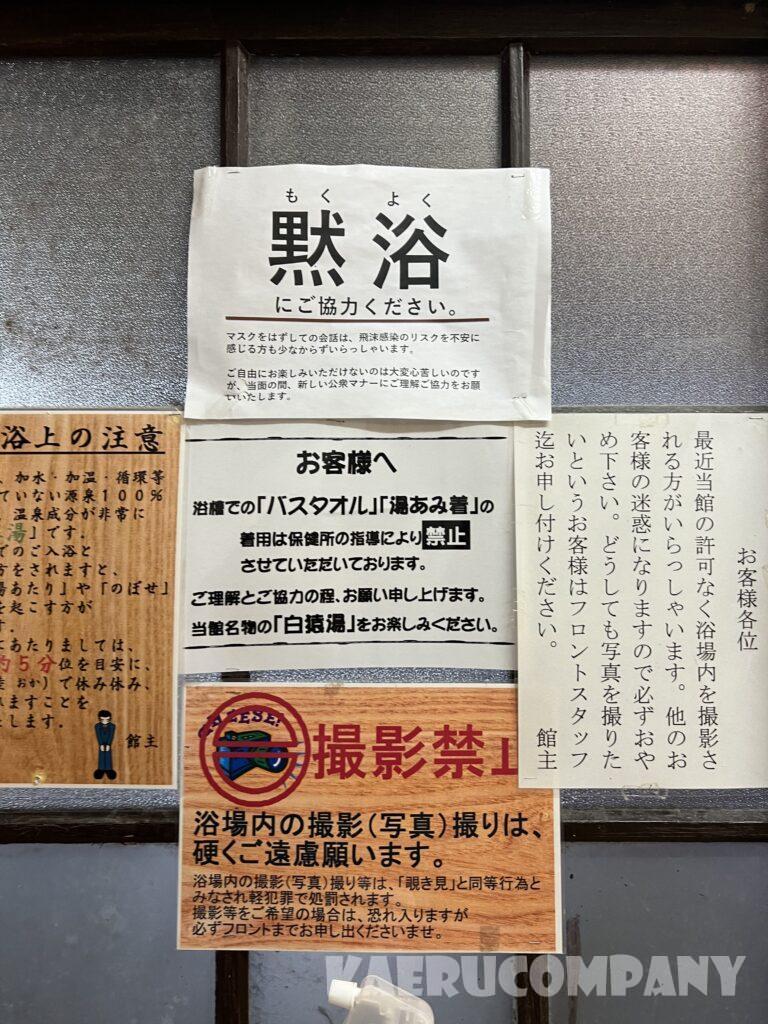 もく よく
黙浴
にご協力ください。
マスクをはずしての会話は、飛沫感染のリスクを不安に
感じる方も少なからずいらっしゃいます。
ご自由にお楽しみいただけないのは大変心苦しいのです
が、当面の間、新しい公衆マナーにご理解ご協力をお願
いいたします。
浴上の注意
、加水・加温・循環等
ていない源泉100%
、温泉成分が非常に
湯」です。
でのご入浴と
方をされますと、
湯あたり」や「のぼせ」
を起こす方が
す。
にあたりましては、
約5分位を目安に、
おか)で休み休み、
れますことを
たします。
館主
お客様へ
浴槽での「バスタオル」「湯あみ着」の
着用は保健所の指導により禁止
させていただいております。
ご理解とご協力の程、お願い申し上げます。
当館名物の「白猿湯」をお楽しみください。
お客様各位
最近当館の許可なく浴場内を撮影さ
れる方がいらっしゃいます。他のお
客様の迷惑になりますので必ずおや
め下さい。どうしても写真を撮りた
いというお客様はフロントスタッフ
迄お申し付けください。
館主
CHEESE!
撮影禁止
浴場内の撮影(写真)撮りは、
硬くご遠慮願います。
浴場内の撮影(写真)撮り等は、「覗き見」と同等行為と
みなされ軽犯罪で処罰されます。
撮影等をご希望の場合は、恐れ入りますが
必ずフロントまでお申し出くださいませ。
KAERUCOMPANY